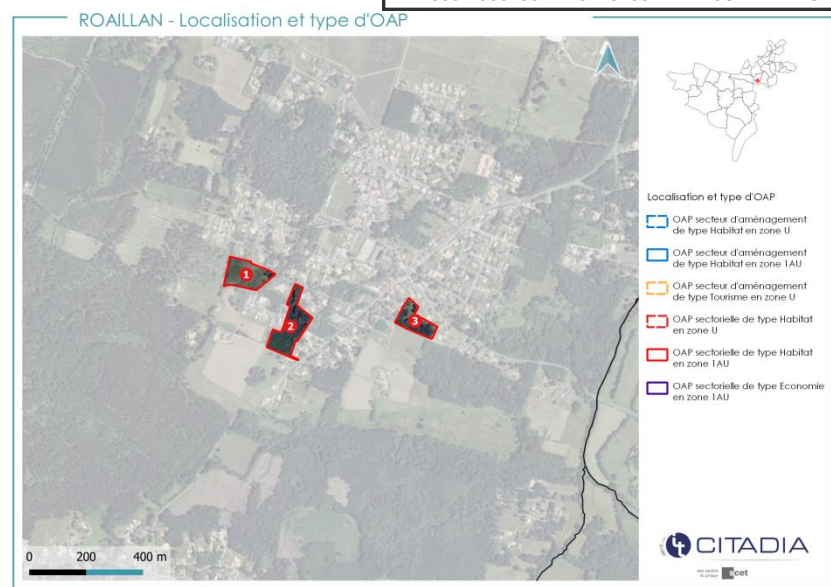 ROAILLAN - Localisation et type d'OAP
Localisation et type d'OAP
OAP secteur d'aménagement
de type Habitat en zone U
OAP secteur d'aménagement
de type Habitat en zone 1AU
OAP secteur d'aménagement
de type Tourisme en zone U
OAP sectorielle de type Habitat
en zone U
OAP sectorielle de type Habitat
en zone 1AU
OAP sectorielle de type Economie
en zone 1AU
1
2
3
0 200 400 m
CITADIA
scet